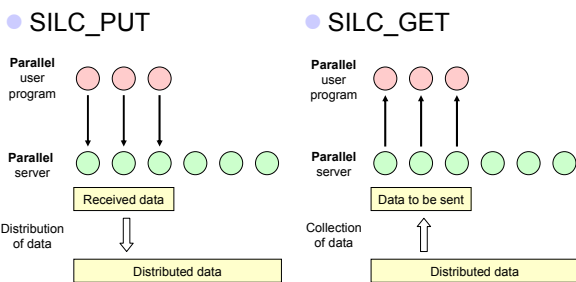 SILC_PUT
Parallel
user
program
Parallel
server
Received data
Distribution
of data
Distributed data
SILC_GET
Parallel
user
program
Parallel
server
Data to be sent
Collection
of data
Distributed data